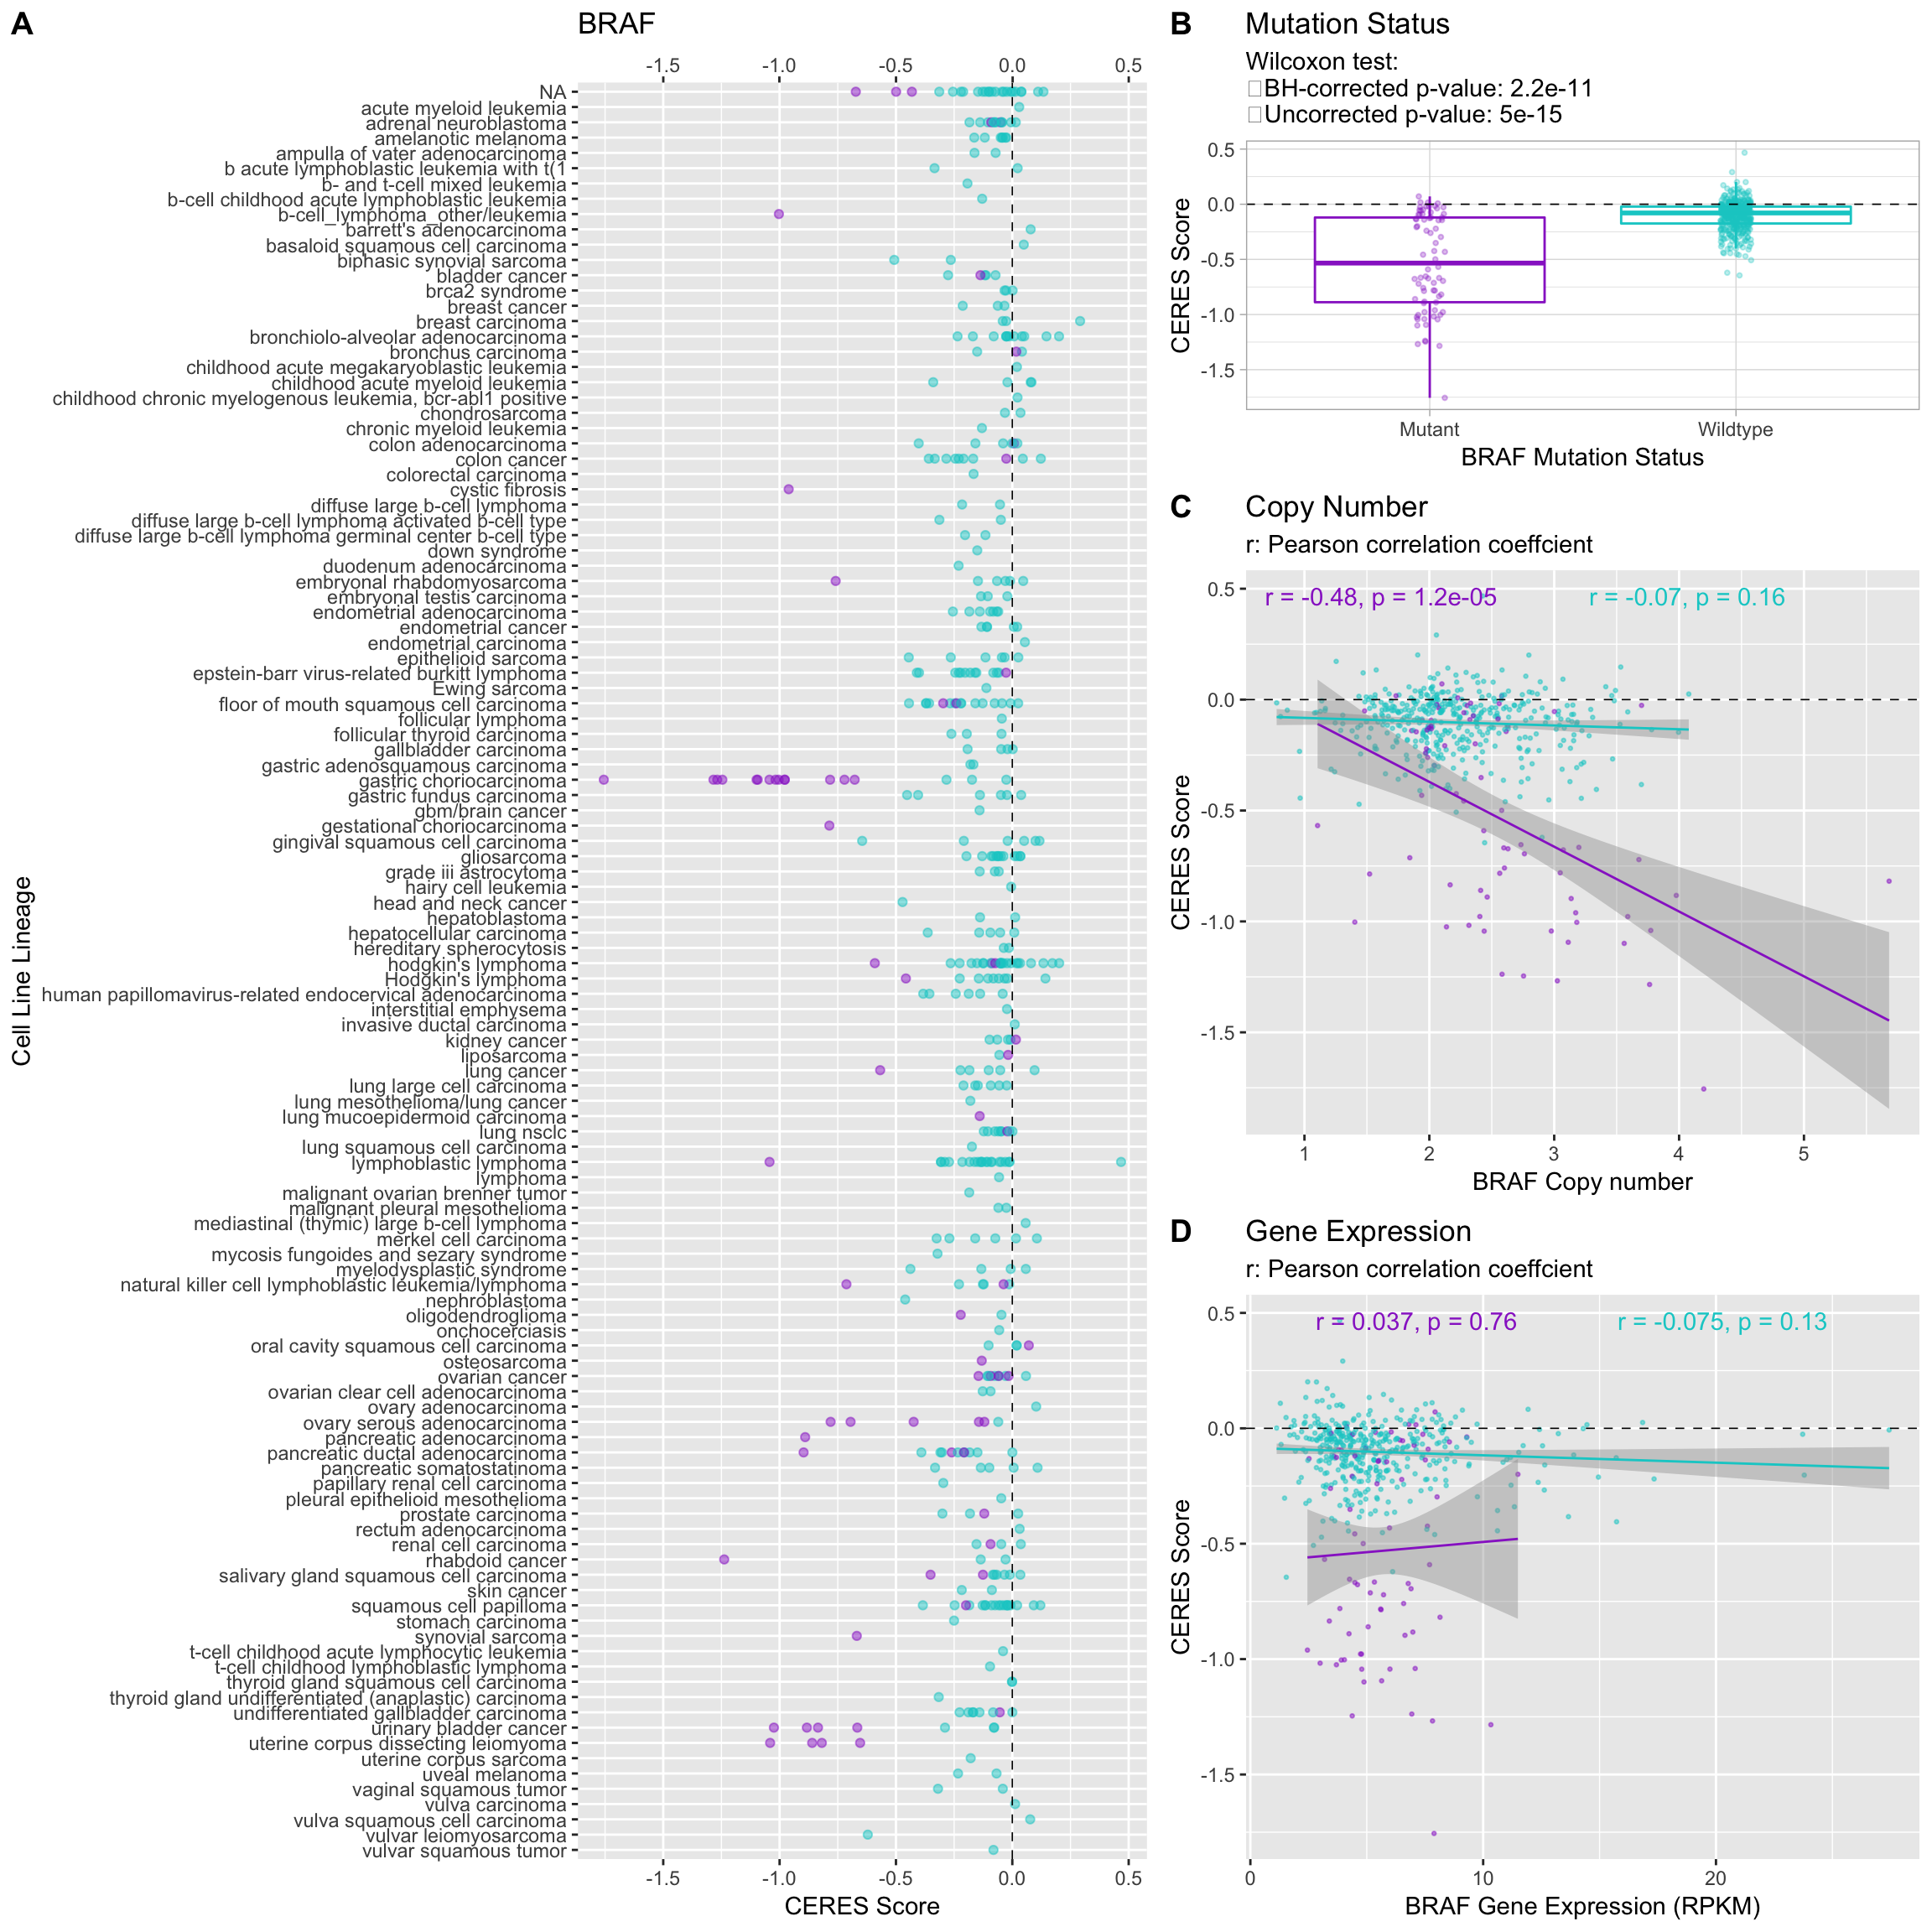 A
BRAF
-1.5 -1.0 -0.5 0.0 0.5
NA
acute myeloid leukemia
adrenal neuroblastoma
amelanotic melanoma
ampulla of vater adenocarcinoma
b acute lymphoblastic leukemia with t(1
b- and t-cell mixed leukemia
b-cell childhood acute lymphoblastic leukemia
b-cell_lymphoma_other/leukemia
barrett's adenocarcinoma
basaloid squamous cell carcinoma
biphasic synovial sarcoma
bladder cancer
brca2 syndrome
breast cancer
breast carcinoma
bronchiolo-alveolar adenocarcinoma
bronchus carcinoma
childhood acute megakaryoblastic leukemia
childhood acute myeloid leukemia
childhood chronic myelogenous leukemia, bcr-abl1 positive
chondrosarcoma
chronic myeloid leukemia
colon adenocarcinoma
colon cancer
colorectal carcinoma
cystic fibrosis
diffuse large b-cell lymphoma
diffuse large b-cell lymphoma activated b-cell type
diffuse large b-cell lymphoma germinal center b-cell type
down syndrome
duodenum adenocarcinoma
embryonal rhabdomyosarcoma
embryonal testis carcinoma
endometrial adenocarcinoma
endometrial cancer
endometrial carcinoma
epithelioid sarcoma
epstein-barr virus-related burkitt lymphoma
Ewing sarcoma
floor of mouth squamous cell carcinoma
follicular lymphoma
follicular thyroid carcinoma
gallbladder carcinoma
gastric adenosquamous carcinoma
gastric choriocarcinoma
gastric fundus carcinoma
gbm/brain cancer
gestational choriocarcinoma
gingival squamous cell carcinoma
gliosarcoma
grade iii astrocytoma
hairy cell leukemia
head and neck cancer
hepatoblastoma
hepatocellular carcinoma
hereditary spherocytosis
hodgkin's lymphoma
Hodgkin's lymphoma
human papillomavirus-related endocervical adenocarcinoma
interstitial emphysema
invasive ductal carcinoma
kidney cancer
liposarcoma
lung cancer
lung large cell carcinoma
lung mesothelioma/lung cancer
lung mucoepidermoid carcinoma
lung nsclc
lung squamous cell carcinoma
lymphoblastic lymphoma
lymphoma
malignant ovarian brenner tumor
malignant pleural mesothelioma
mediastinal (thymic) large b-cell lymphoma
merkel cell carcinoma
mycosis fungoides and sezary syndrome
myelodysplastic syndrome
natural killer cell lymphoblastic leukemia/lymphoma
nephroblastoma
oligodendroglioma
onchocerciasis
oral cavity squamous cell carcinoma
osteosarcoma
ovarian cancer
ovarian clear cell adenocarcinoma
ovary adenocarcinoma
ovary serous adenocarcinoma
pancreatic adenocarcinoma
pancreatic ductal adenocarcinoma
pancreatic somatostatinoma
papillary renal cell carcinoma
pleural epithelioid mesothelioma
prostate carcinoma
rectum adenocarcinoma
renal cell carcinoma
rhabdoid cancer
salivary gland squamous cell carcinoma
skin cancer
squamous cell papilloma
stomach carcinoma
synovial sarcoma
t-cell childhood acute lymphocytic leukemia
t-cell childhood lymphoblastic lymphoma
thyroid gland squamous cell carcinoma
thyroid gland undifferentiated (anaplastic) carcinoma
undifferentiated gallbladder carcinoma
urinary bladder cancer
uterine corpus dissecting leiomyoma
uterine corpus sarcoma
uveal melanoma
vaginal squamous tumor
vulva carcinoma
vulva squamous cell carcinoma
vulvar leiomyosarcoma
vulvar squamous tumor
Cell Line Lineage
-1.5 -1.0 -0.5 0.0 0.5
CERES Score
B
Mutation Status
Wilcoxon test:
BH-corrected p-value: 2.2e-11
Uncorrected p-value: 5e-15
0.5
0.0
-0.5
-1.0
-1.5
CERES Score
Mutant Wildtype
BRAF Mutation Status
C
Copy Number
r: Pearson correlation coeffcient
r = -0.48, p = 1.2e-05
r = -0.07, p = 0.16
0.5
0.0
-0.5
-1.0
-1.5
CERES Score
1 2 3 4 5
BRAF Copy number
D
Gene Expression
r: Pearson correlation coeffcient
r = 0.037, p = 0.76
r = -0.075, p = 0.13
0.5
0.0
-0.5
-1.0
-1.5
CERES Score
0 10 20
BRAF Gene Expression (RPKM)